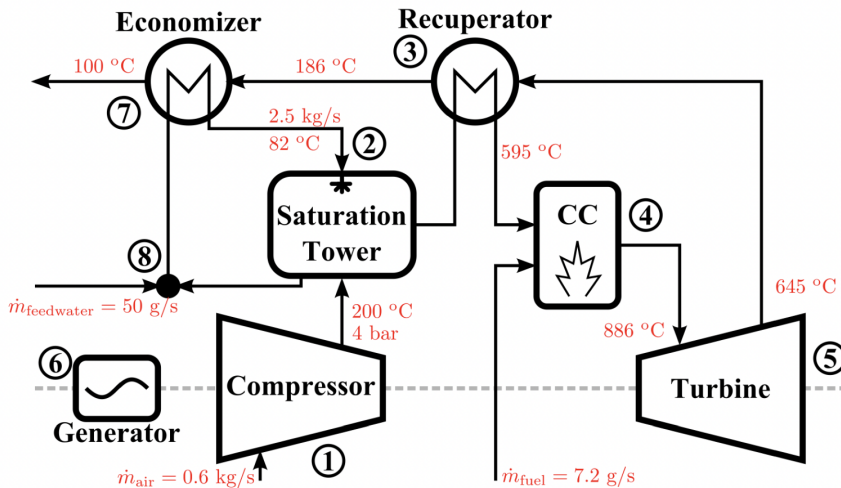 Economizer
Recuperator
③
100 °C
186 °C
⑦
2.5 kg/s
82 °C
②
595 °C
Saturation
Tower
CC
④
⑧
ṁfeedwater = 50 g/s
200 °C
4 bar
645 °C
886 °C
⑥
Compressor
Turbine
⑤
Generator
①
ṁair = 0.6 kg/s
ṁfuel = 7.2 g/s